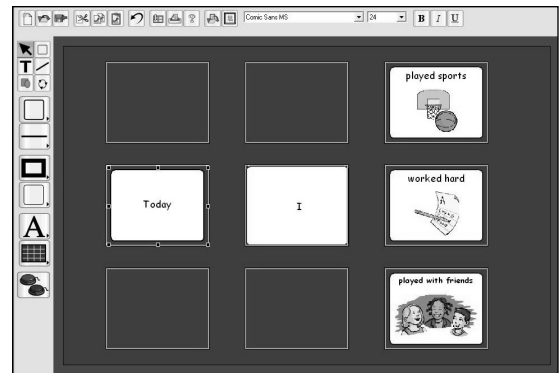 Comic Sans MS 24 B I U
T
A
played sports
Today
I
worked hard
A
played with friends